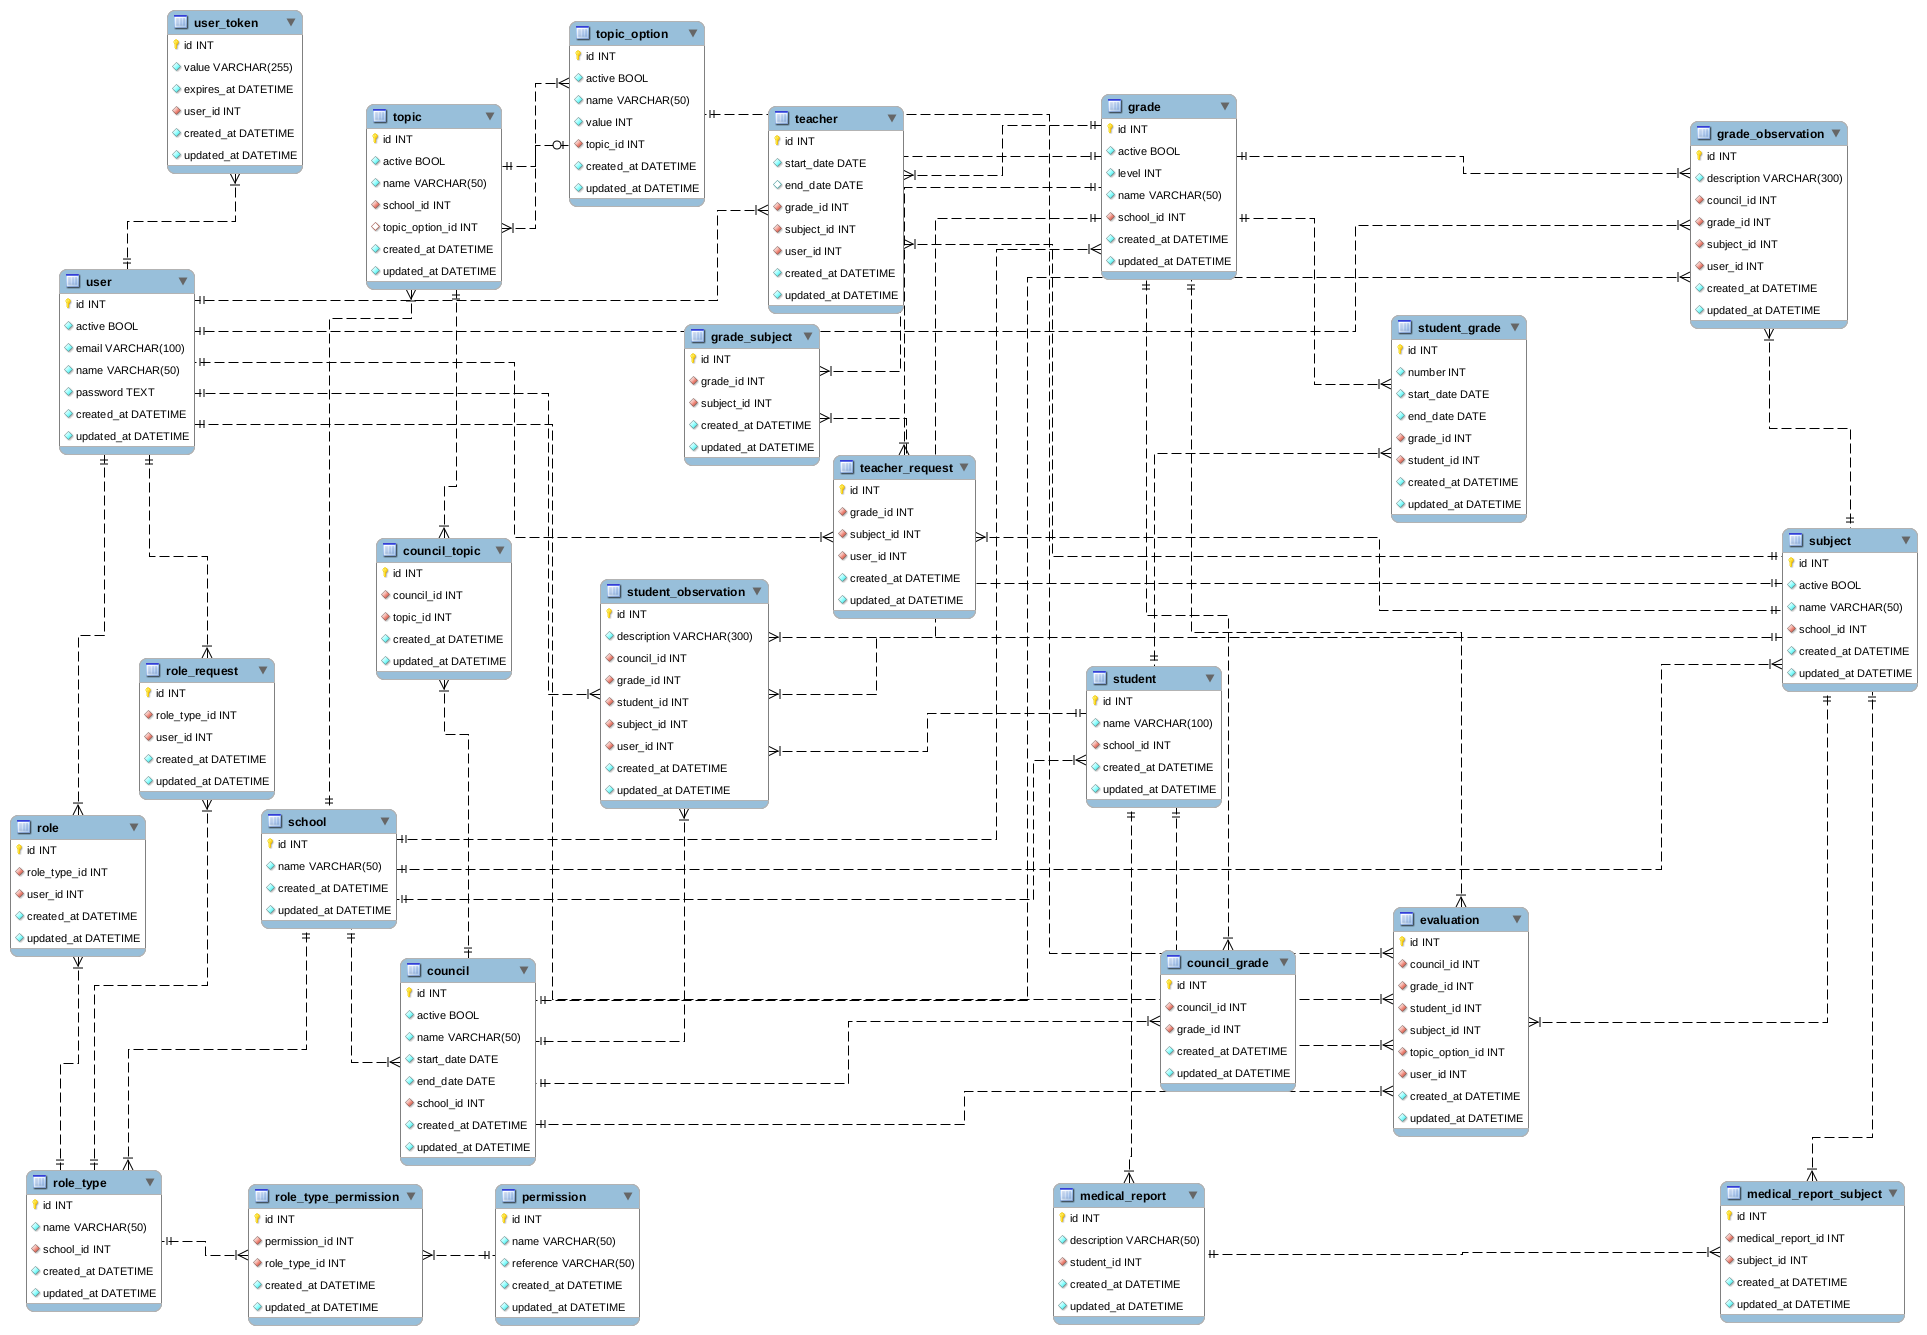 user_token
id INT
value VARCHAR(255)
expires_at DATETIME
user_id INT
created_at DATETIME
updated_at DATETIME
topic_option
id INT
active BOOL
name VARCHAR(50)
value INT
topic_id INT
created_at DATETIME
updated_at DATETIME
topic
id INT
active BOOL
name VARCHAR(50)
school_id INT
topic_option_id INT
created_at DATETIME
updated_at DATETIME
teacher
id INT
start_date DATE
end_date DATE
grade_id INT
subject_id INT
user_id INT
created_at DATETIME
updated_at DATETIME
grade
id INT
active BOOL
level INT
name VARCHAR(50)
school_id INT
created_at DATETIME
updated_at DATETIME
grade_observation
id INT
description VARCHAR(300)
council_id INT
grade_id INT
subject_id INT
user_id INT
created_at DATETIME
updated_at DATETIME
user
id INT
active BOOL
email VARCHAR(100)
name VARCHAR(50)
password TEXT
created_at DATETIME
updated_at DATETIME
grade_subject
id INT
grade_id INT
subject_id INT
created_at DATETIME
updated_at DATETIME
student_grade
id INT
number INT
start_date DATE
end_date DATE
grade_id INT
student_id INT
created_at DATETIME
updated_at DATETIME
teacher_request
id INT
grade_id INT
subject_id INT
user_id INT
created_at DATETIME
updated_at DATETIME
council_topic
id INT
council_id INT
topic_id INT
created_at DATETIME
updated_at DATETIME
student_observation
id INT
description VARCHAR(300)
council_id INT
grade_id INT
student_id INT
subject_id INT
user_id INT
created_at DATETIME
updated_at DATETIME
subject
id INT
active BOOL
name VARCHAR(50)
school_id INT
created_at DATETIME
updated_at DATETIME
role_request
id INT
role_type_id INT
user_id INT
created_at DATETIME
updated_at DATETIME
student
id INT
name VARCHAR(100)
school_id INT
created_at DATETIME
updated_at DATETIME
role
id INT
role_type_id INT
user_id INT
created_at DATETIME
updated_at DATETIME
school
id INT
name VARCHAR(50)
created_at DATETIME
updated_at DATETIME
council
id INT
active BOOL
name VARCHAR(50)
start_date DATE
end_date DATE
school_id INT
created_at DATETIME
updated_at DATETIME
council_grade
id INT
council_id INT
grade_id INT
created_at DATETIME
updated_at DATETIME
evaluation
id INT
council_id INT
grade_id INT
student_id INT
subject_id INT
topic_option_id INT
user_id INT
created_at DATETIME
updated_at DATETIME
role_type
id INT
name VARCHAR(50)
school_id INT
created_at DATETIME
updated_at DATETIME
role_type_permission
id INT
permission_id INT
role_type_id INT
created_at DATETIME
updated_at DATETIME
permission
id INT
name VARCHAR(50)
reference VARCHAR(50)
created_at DATETIME
updated_at DATETIME
medical_report
id INT
description VARCHAR(50)
student_id INT
created_at DATETIME
updated_at DATETIME
medical_report_subject
id INT
medical_report_id INT
subject_id INT
created_at DATETIME
updated_at DATETIME